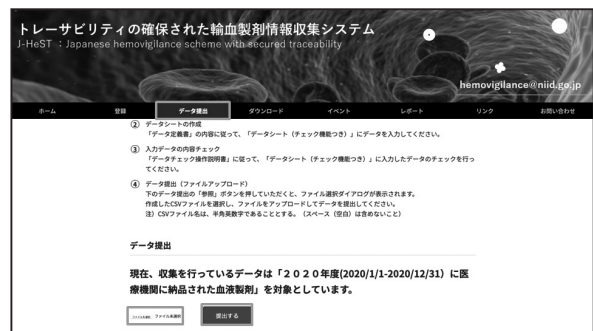 トレーサビリティの確保された輸血製剤情報収集システム
J-HeST ：Japanese hemovigilance scheme with secured traceability
hemovigilance@niid.go.jp
ホーム 登録 データ提出 ダウンロード イベント レポート リンク お問い合わせ
② データシートの作成
「データ定義書」の内容に従って、「データシート（チェック機能つき）」にデータを入力してください。
③ 入力データの内容チェック
「データチェック操作説明書」に従って、「データシート（チェック機能つき）」に入力したデータのチェックを行っ
てください。
④ データ提出（ファイルアップロード）
下のデータ提出の「参照」ボタンを押していただくと、ファイル選択ダイアログが表示されます。
作成したCSVファイルを選択し、ファイルをアップロードしてデータを提出してください。
注）CSVファイル名は、半角英数字であることとする。（スペース（空白）は含めないこと）
データ提出
現在、収集を行っているデータは「２０２０年度(2020/1/1-2020/12/31）に医
療機関に納品された血液製剤」を対象としています。
ファイルを選択 ファイル未選択 提出する